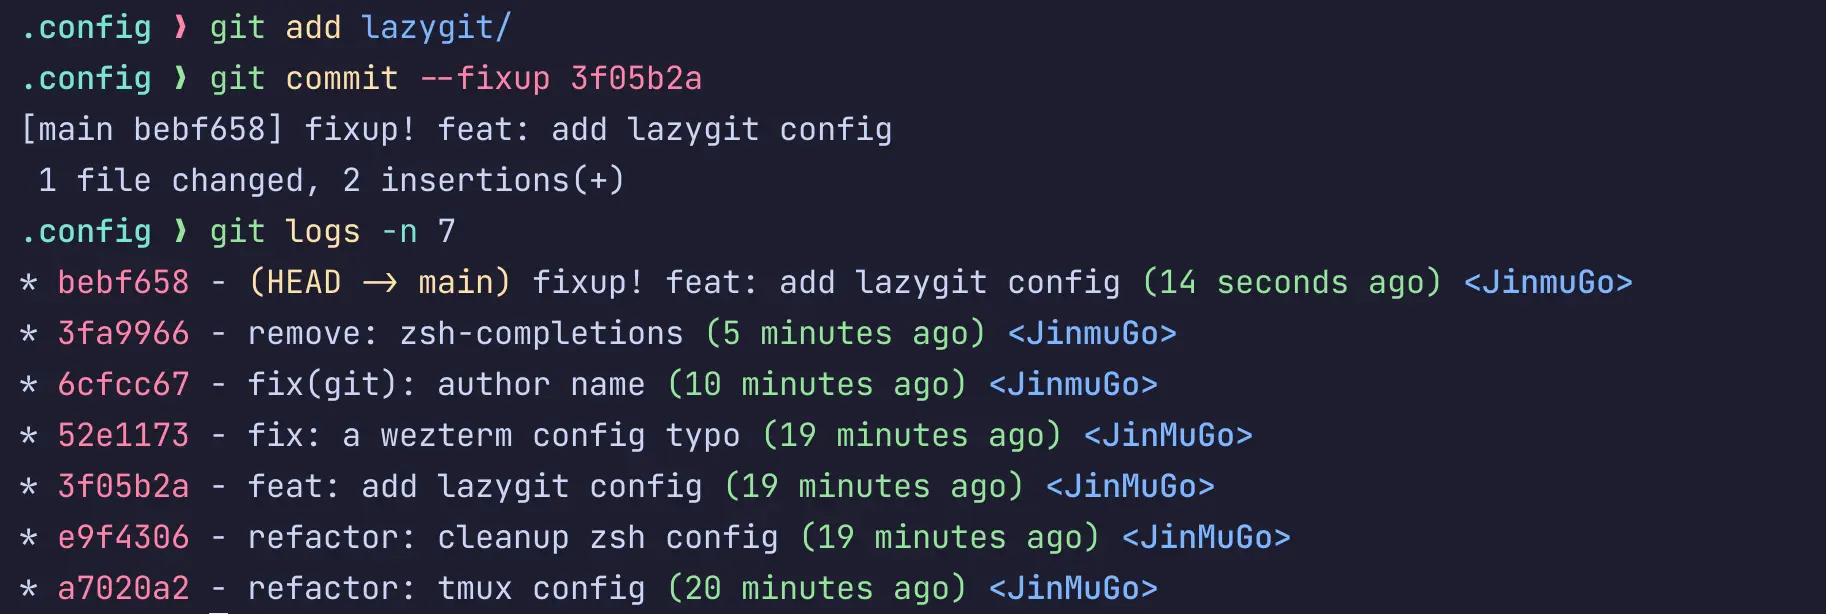 .config ❱ git add lazygit/
.config ❱ git commit --fixup 3f05b2a
[main bebf658] fixup! feat: add lazygit config
 1 file changed, 2 insertions(+)
.config ❱ git logs -n 7
* bebf658 - (HEAD -> main) fixup! feat: add lazygit config (14 seconds ago) <JinmuGo>
* 3fa9966 - remove: zsh-completions (5 minutes ago) <JinmuGo>
* 6cfcc67 - fix(git): author name (10 minutes ago) <JinmuGo>
* 52e1173 - fix: a wezterm config typo (19 minutes ago) <JinMuGo>
* 3f05b2a - feat: add lazygit config (19 minutes ago) <JinMuGo>
* e9f4306 - refactor: cleanup zsh config (19 minutes ago) <JinMuGo>
* a7020a2 - refactor: tmux config (20 minutes ago) <JinMuGo>